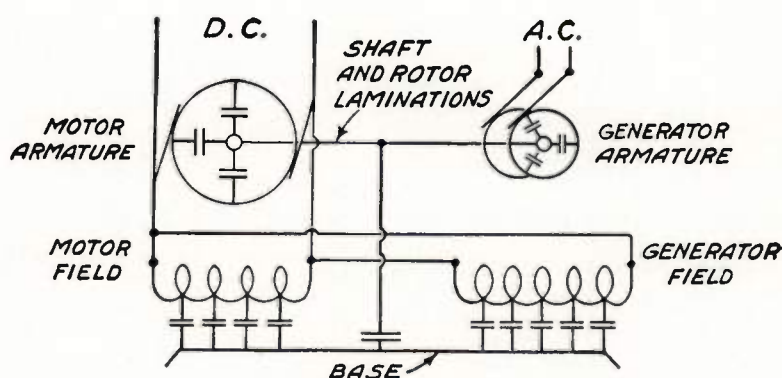 D.C.
A.C.
SHAFT
AND ROTOR
LAMINATIONS
MOTOR
ARMATURE
GENERATOR
ARMATURE
MOTOR
FIELD
GENERATOR
FIELD
BASE